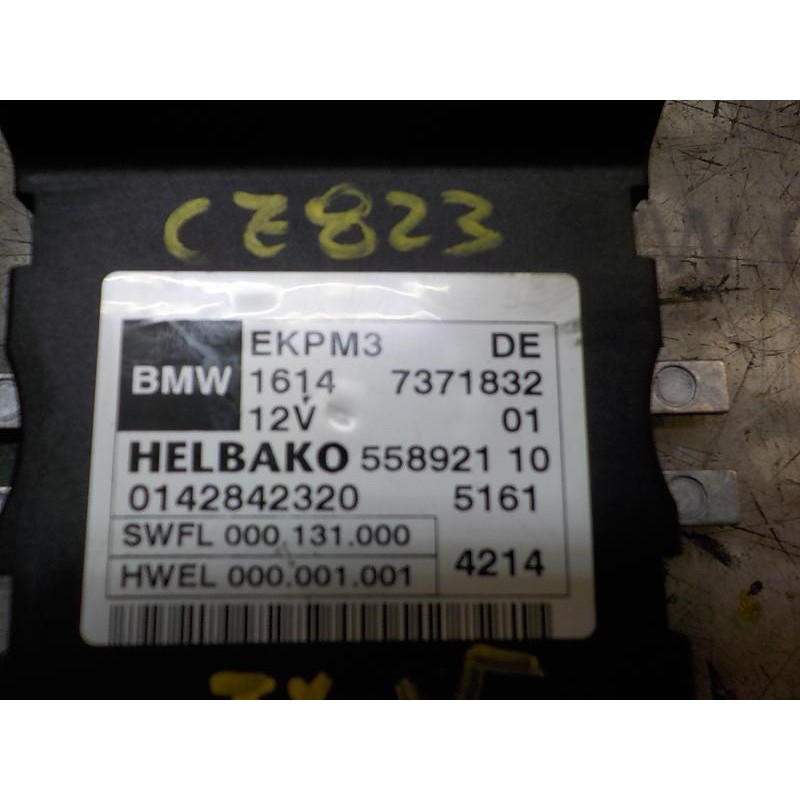 CZ823
BMW
EKPM3 DE
1614 7371832
12V 01
HELBAKO 558921 10
0142842320 5161
SWFL 000.131.000
HWEL 000.001.001
4214